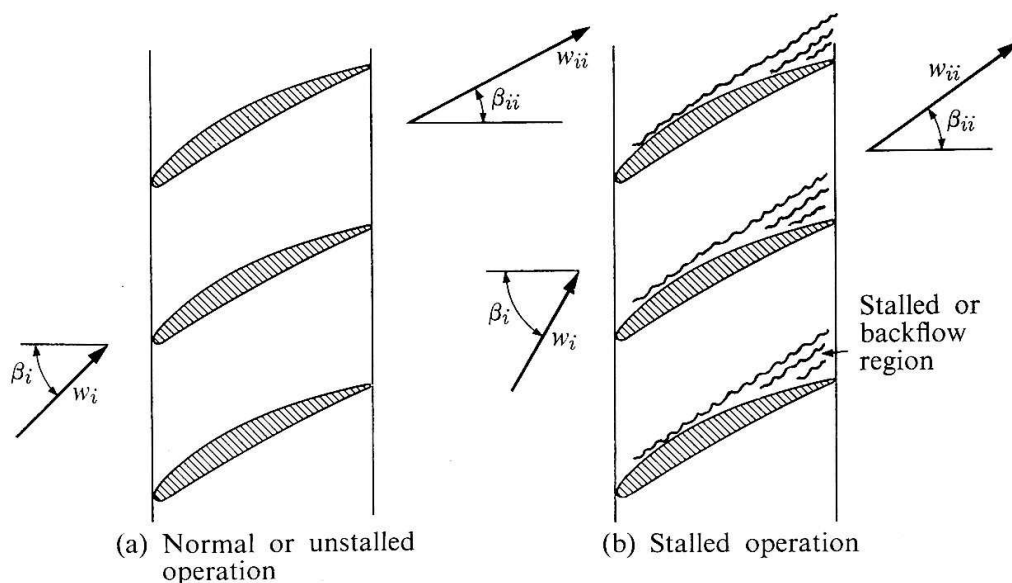 w_ii
β_ii
β_i
w_i
(a) Normal or unstalled
operation
w_ii
β_ii
β_i
w_i
Stalled or
backflow
region
(b) Stalled operation